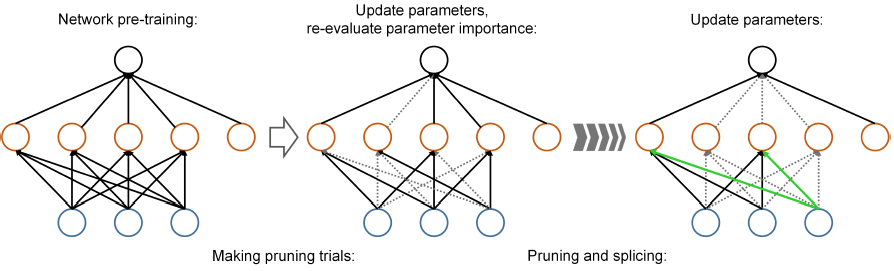 Network pre-training:
Update parameters,
re-evaluate parameter importance:
Update parameters:
Making pruning trials:
Pruning and splicing: